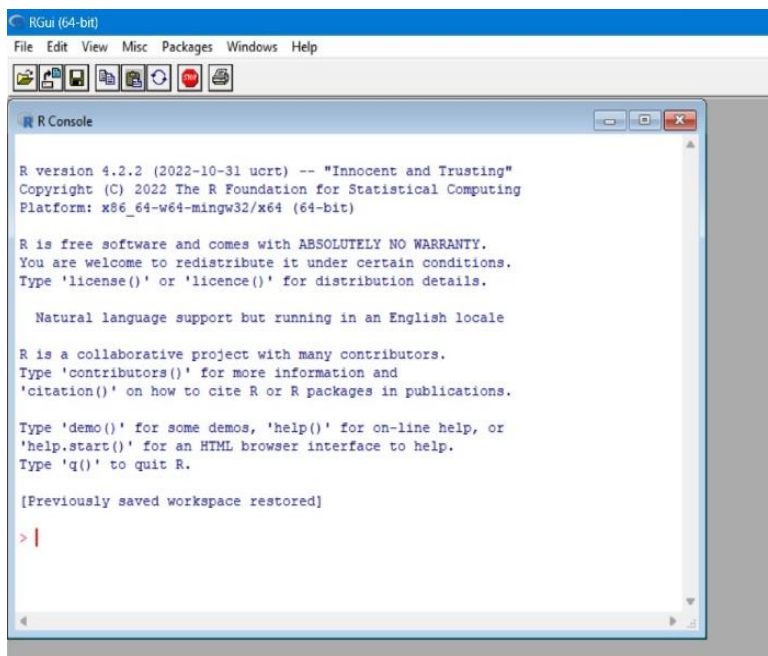 RGui (64-bit)
File Edit View Misc Packages Windows Help
STOP
R Console
R version 4.2.2 (2022-10-31 ucrt) -- "Innocent and Trusting"
Copyright (C) 2022 The R Foundation for Statistical Computing
Platform: x86_64-w64-mingw32/x64 (64-bit)
R is free software and comes with ABSOLUTELY NO WARRANTY.
You are welcome to redistribute it under certain conditions.
Type 'license()' or 'licence()' for distribution details.
Natural language support but running in an English locale
R is a collaborative project with many contributors.
Type 'contributors()' for more information and
'citation()' on how to cite R or R packages in publications.
Type 'demo()' for some demos, 'help()' for on-line help, or
'help.start()' for an HTML browser interface to help.
Type 'q()' to quit R.
[Previously saved workspace restored]
>